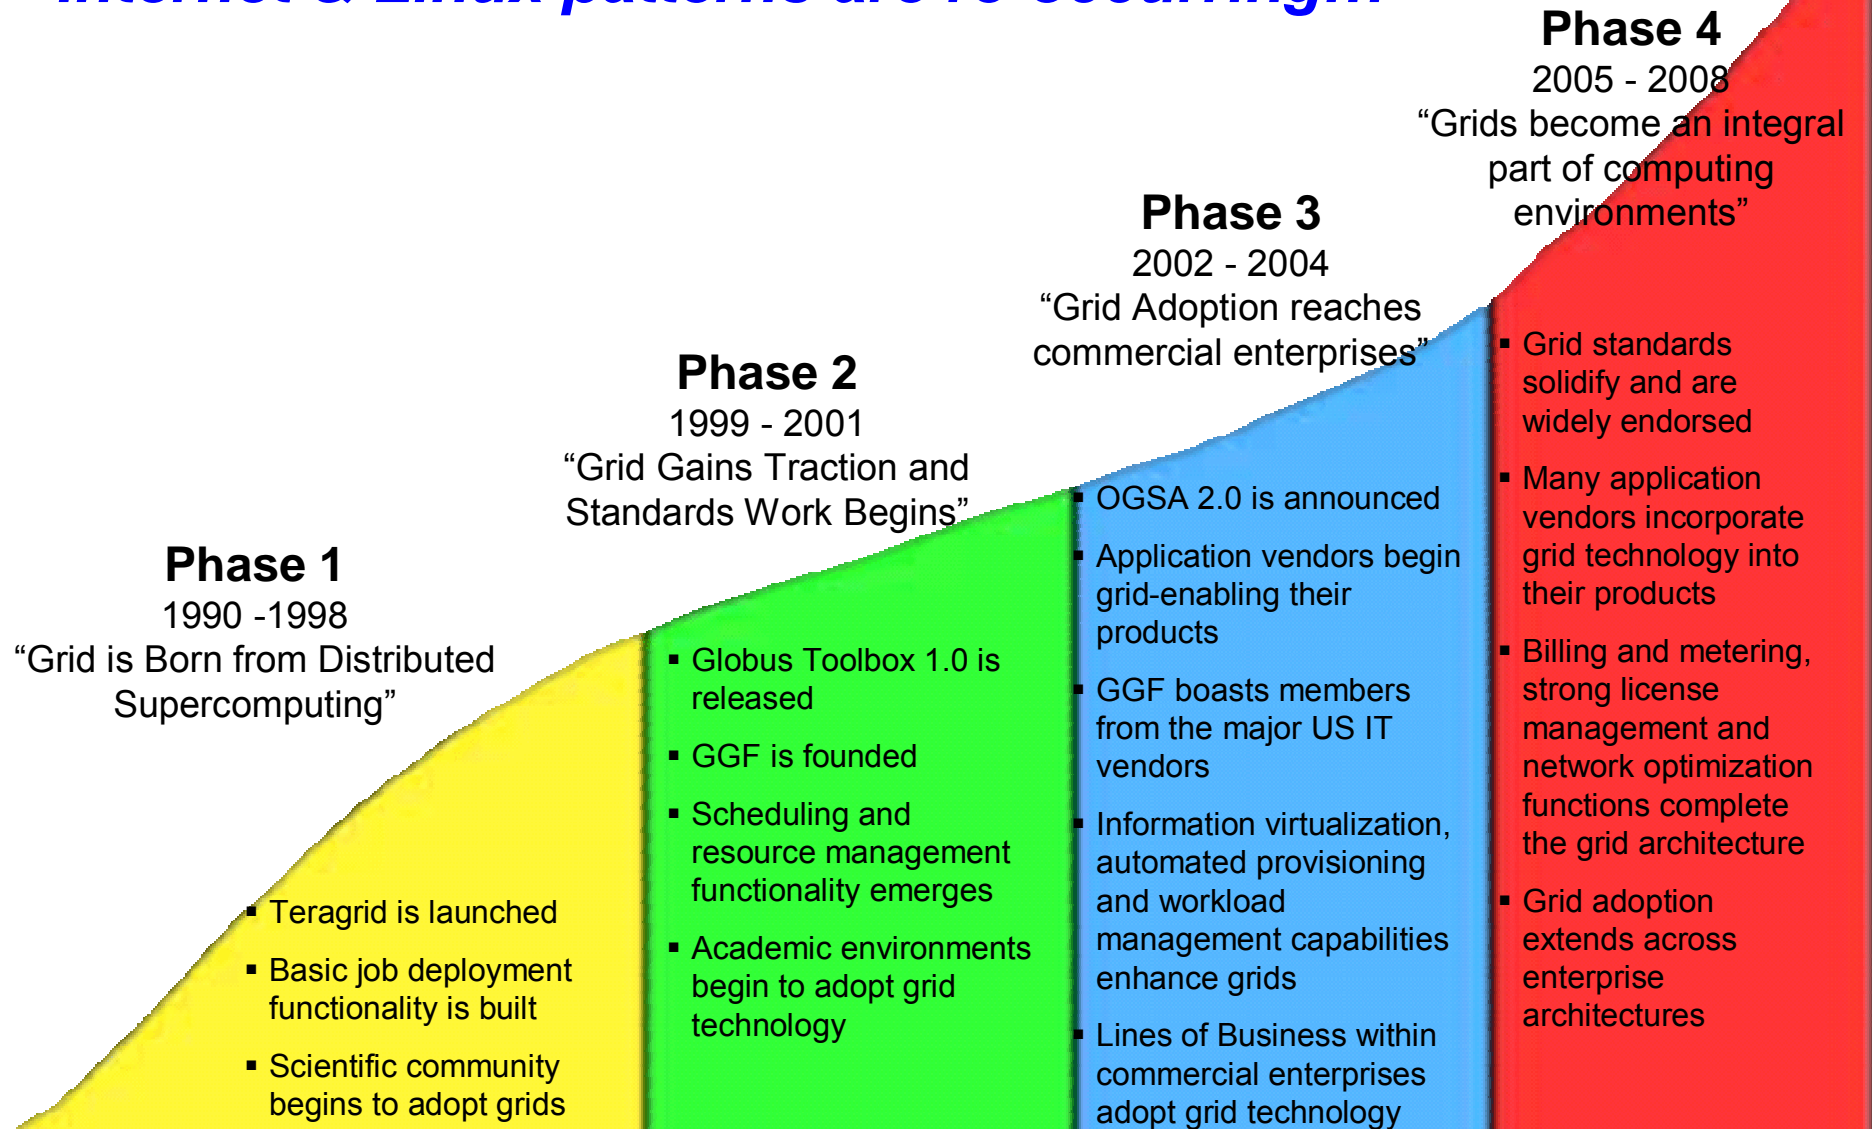 Internet & Linux patterns are re-occurring...
Phase 1
1990 -1998
“Grid is Born from Distributed
Supercomputing”
▪ Teragrid is launched
▪ Basic job deployment
functionality is built
▪ Scientific community
begins to adopt grids
Phase 2
1999 - 2001
“Grid Gains Traction and
Standards Work Begins”
▪ Globus Toolbox 1.0 is
released
▪ GGF is founded
▪ Scheduling and
resource management
functionality emerges
▪ Academic environments
begin to adopt grid
technology
Phase 3
2002 - 2004
“Grid Adoption reaches
commercial enterprises”
▪ OGSA 2.0 is announced
▪ Application vendors begin
grid-enabling their
products
▪ GGF boasts members
from the major US IT
vendors
▪ Information virtualization,
automated provisioning
and workload
management capabilities
enhance grids
▪ Lines of Business within
commercial enterprises
adopt grid technology
Phase 4
2005 - 2008
“Grids become an integral
part of computing
environments”
▪ Grid standards
solidify and are
widely endorsed
▪ Many application
vendors incorporate
grid technology into
their products
▪ Billing and metering,
strong license
management and
network optimization
functions complete
the grid architecture
▪ Grid adoption
extends across
enterprise
architectures